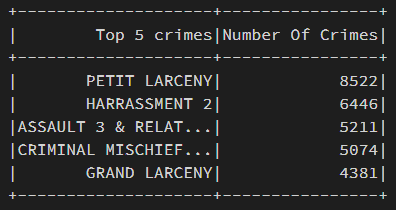 +--------------------+----------------+
|        Top 5 crimes|Number Of Crimes|
+--------------------+----------------+
|       PETIT LARCENY|            8522|
|       HARRASSMENT 2|            6446|
|ASSAULT 3 & RELAT...|            5211|
|CRIMINAL MISCHIEF...|            5074|
|       GRAND LARCENY|            4381|
+--------------------+----------------+